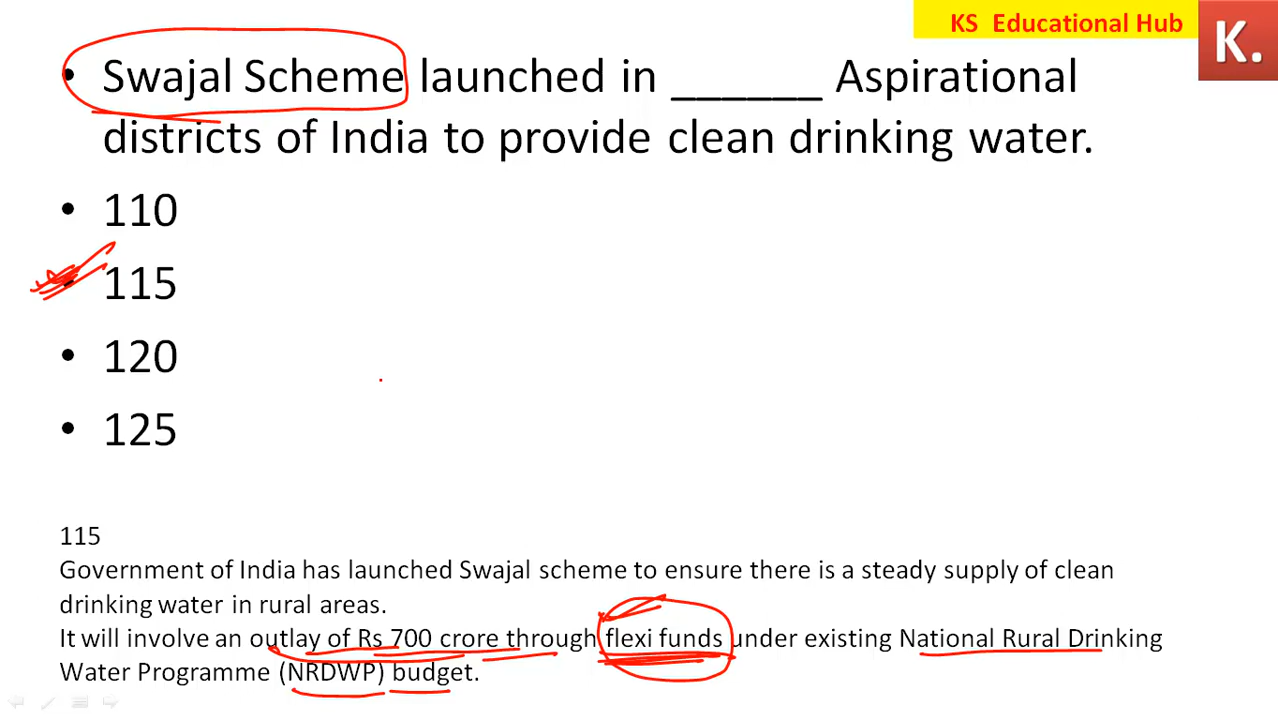 KS Educational Hub
K.
• Swajal Scheme launched in ______ Aspirational
districts of India to provide clean drinking water.
• 110
• 115
• 120
• 125
115
Government of India has launched Swajal scheme to ensure there is a steady supply of clean
drinking water in rural areas.
It will involve an outlay of Rs 700 crore through flexi funds under existing National Rural Drinking
Water Programme (NRDWP) budget.